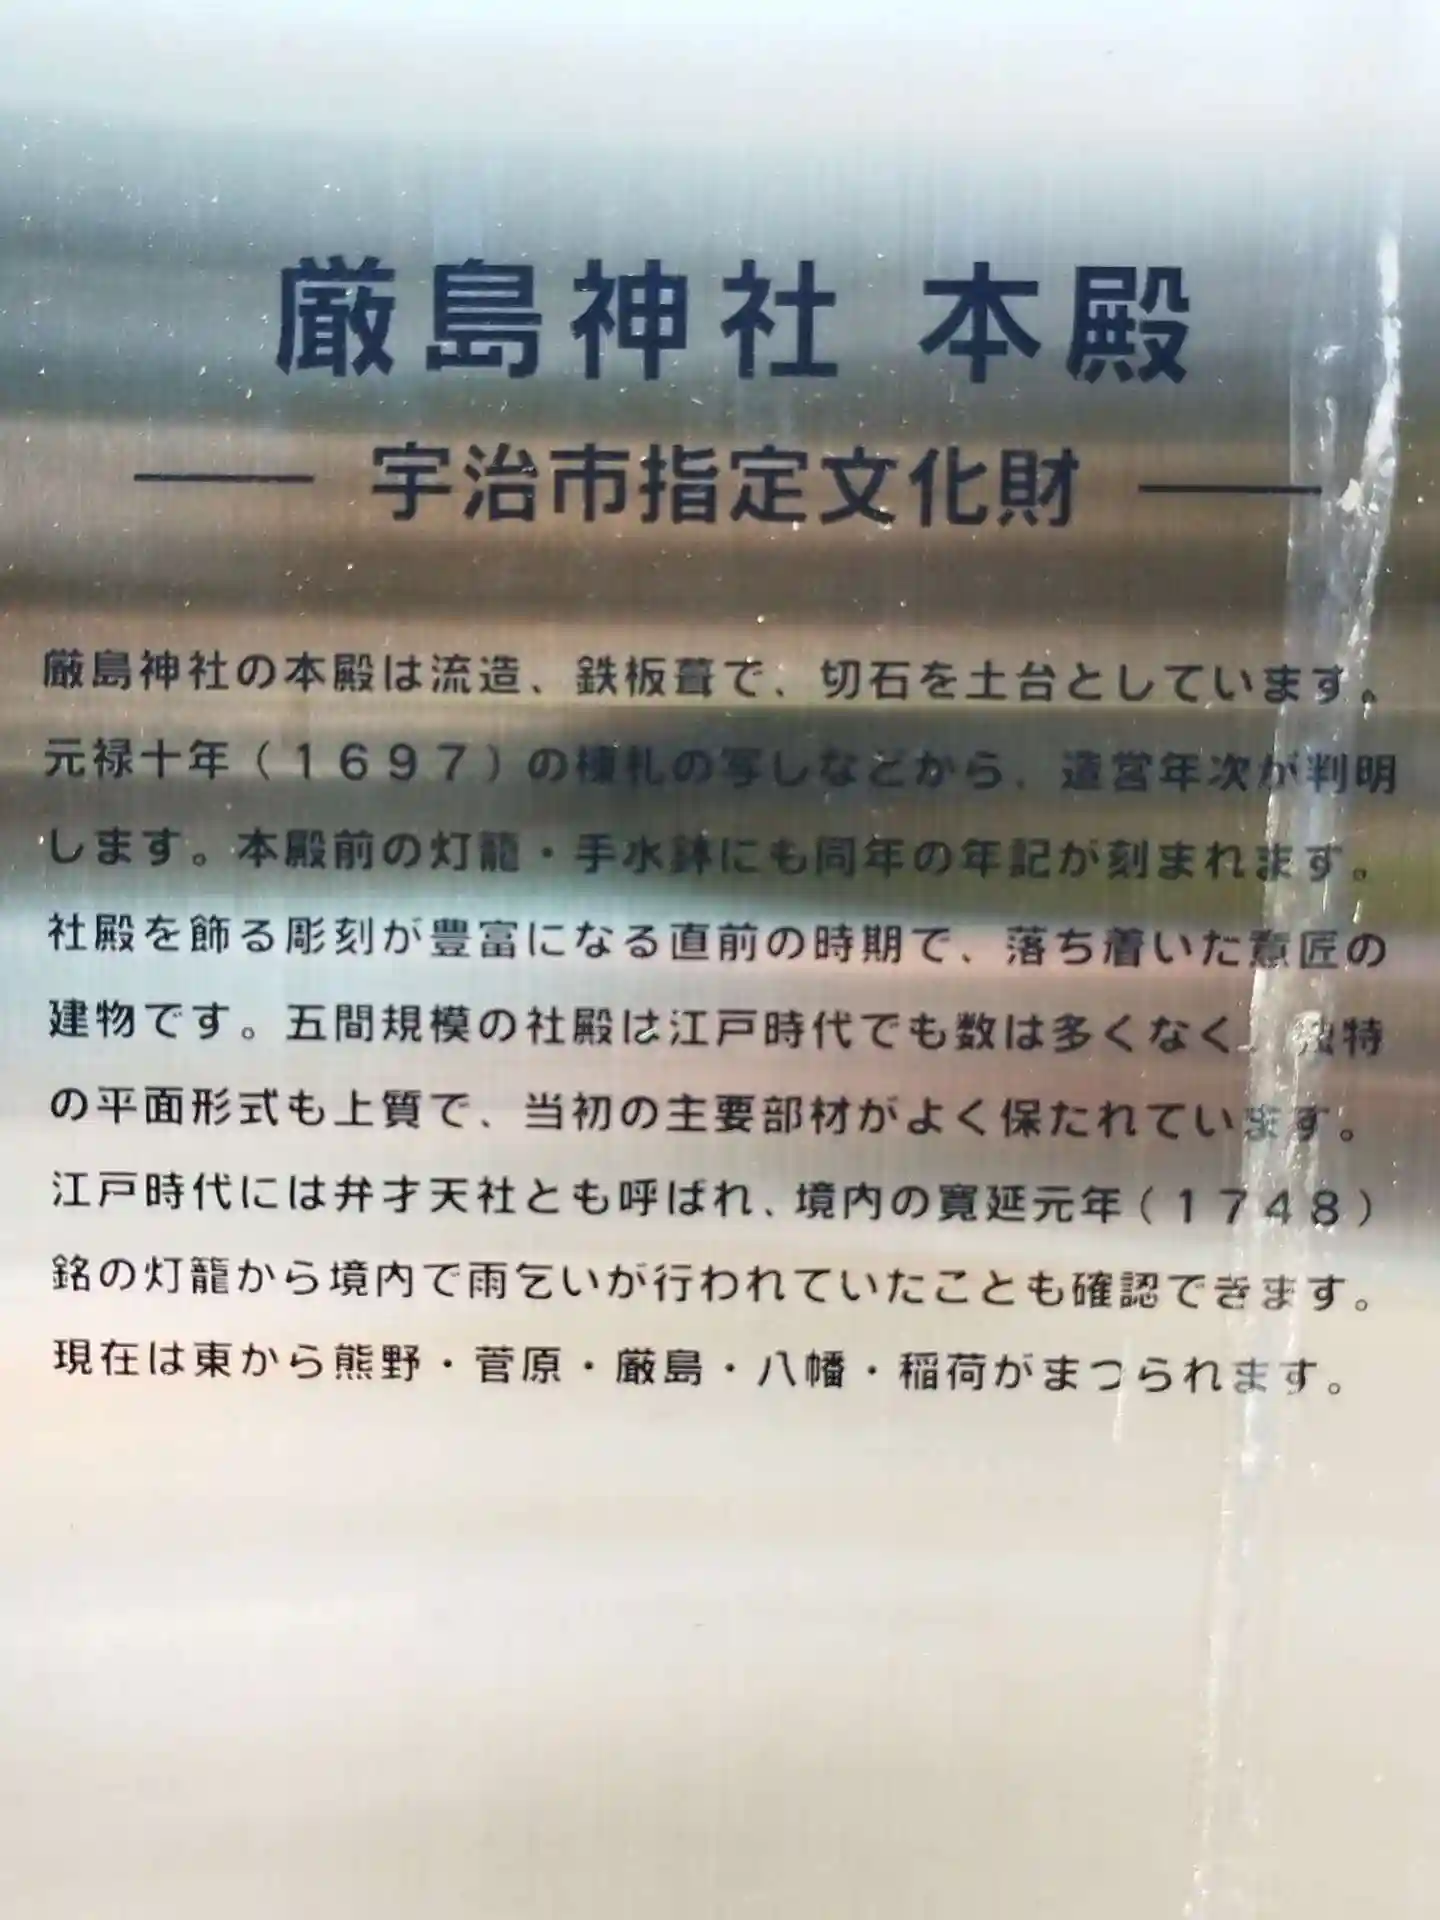 厳島神社 本殿
宇治市指定文化財
厳島神社の本殿は流造、鉄板葺で、切石を土台としています。
元禄十年(1697)の棟札の写しなどから、造営年次が判明
します。本殿前の灯籠・手水鉢にも同年の年記が刻まれます。
社殿を飾る彫刻が豊富になる直前の時期で、落ち着いた意匠の
建物です。五間規模の社殿は江戸時代でも数は多くなく、独特
の平面形式も上質で、当初の主要部材がよく保たれています。
江戸時代には弁才天社とも呼ばれ、境内の寛延元年(1748)
銘の灯籠から境内で雨乞いが行われていたことも確認できます。
現在は東から熊野・菅原・厳島・八幡・稲荷がまつられます。